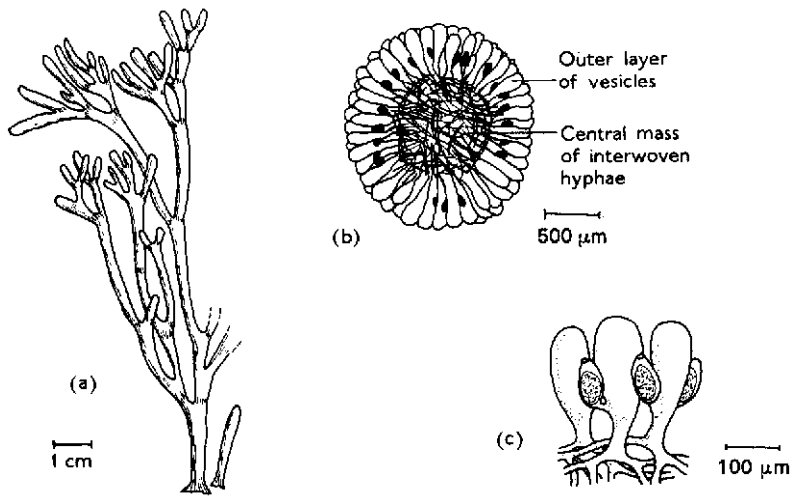 Outer layer
of vesicles
Central mass
of interwoven
hyphae
(b)
500 μm
(a)
1 cm
(c)
100 μm